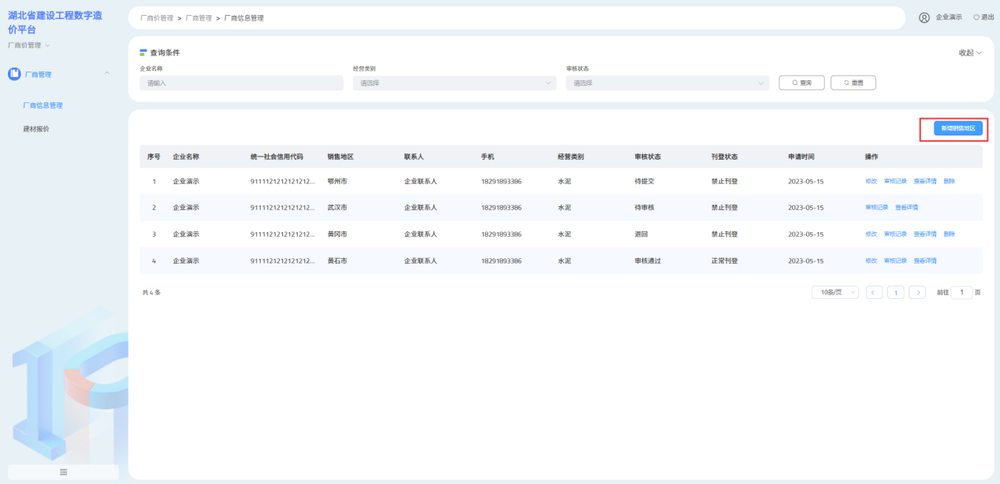 湖北省建设工程数字造
价平台
厂商价管理
厂商管理
厂商信息管理
建材报价
厂商价管理 > 厂商管理 > 厂商信息管理
企业演示 退出
查询条件 收起
企业名称 经营类别 审核状态
请输入 请选择 请选择 查询 重置
新增销售地区
序号 企业名称 统一社会信用代码 销售地区 联系人 手机 经营类别 审核状态 刊登状态 申请时间 操作
1 企业演示 9111121212121212... 鄂州市 企业联系人 18291893386 水泥 待提交 禁止刊登 2023-05-15 修改 审核记录 查看详情 删除
2 企业演示 9111121212121212... 武汉市 企业联系人 18291893386 水泥 待审核 禁止刊登 2023-05-15 审核记录 查看详情
3 企业演示 9111121212121212... 黄冈市 企业联系人 18291893386 水泥 退回 禁止刊登 2023-05-15 修改 审核记录 查看详情 删除
4 企业演示 9111121212121212... 黄石市 企业联系人 18291893386 水泥 审核通过 正常刊登 2023-05-15 修改 审核记录 查看详情
共 4 条 10条/页 < 1 > 前往 1 页